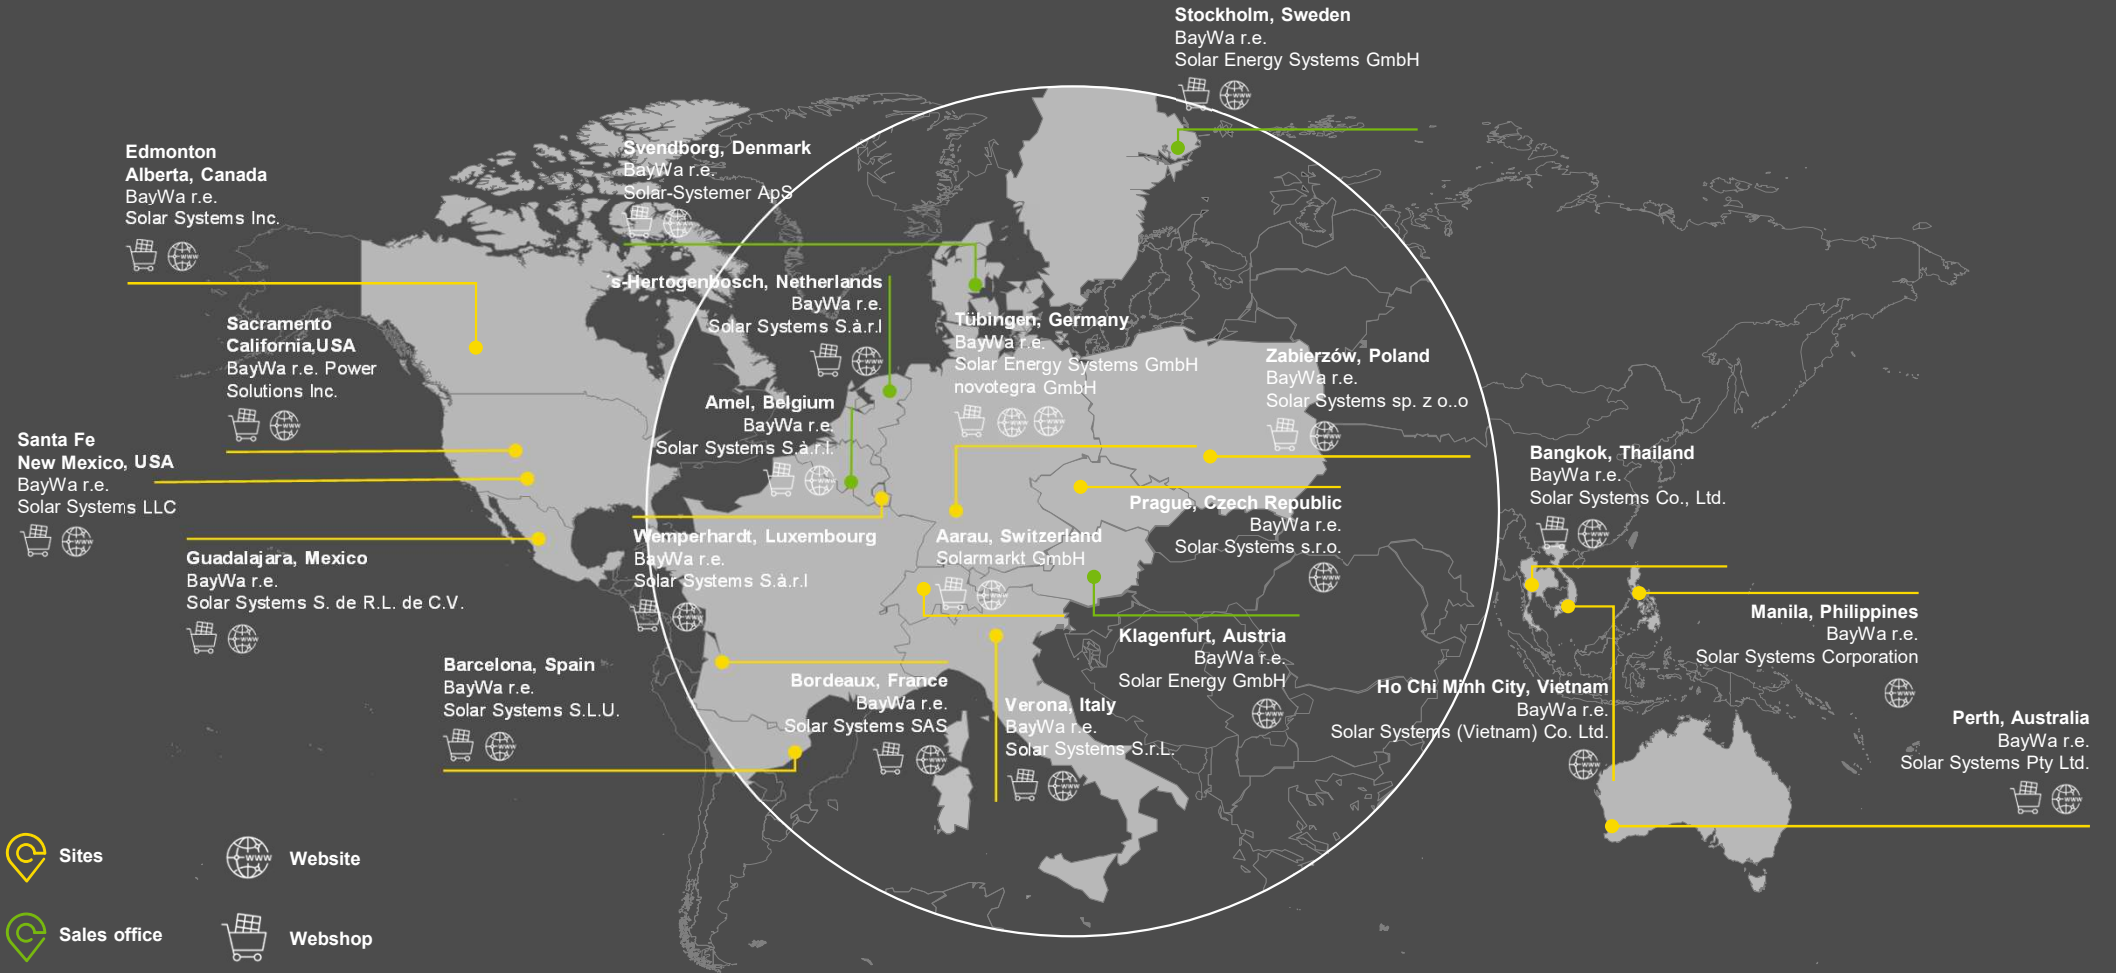 Stockholm, Sweden
BayWa r.e.
Solar Energy Systems GmbH
Edmonton
Alberta, Canada
BayWa r.e.
Solar Systems Inc.
Svendborg, Denmark
BayWa r.e.
Solar-Systemer ApS
's-Hertogenbosch, Netherlands
BayWa r.e.
Solar Systems S.à.r.l
Sacramento
California,USA
BayWa r.e. Power
Solutions Inc.
Tübingen, Germany
BayWa r.e.
Solar Energy Systems GmbH
novotegra GmbH
Zabierzów, Poland
BayWa r.e.
Solar Systems sp. z o..o
Amel, Belgium
BayWa r.e.
Solar Systems S.à.r.l.
Santa Fe
New Mexico, USA
BayWa r.e.
Solar Systems LLC
Bangkok, Thailand
BayWa r.e.
Solar Systems Co., Ltd.
Prague, Czech Republic
BayWa r.e.
Solar Systems s.r.o.
Wemperhardt, Luxembourg
BayWa r.e.
Solar Systems S.à.r.l
Aarau, Switzerland
Solarmarkt GmbH
Guadalajara, Mexico
BayWa r.e.
Solar Systems S. de R.L. de C.V.
Manila, Philippines
BayWa r.e.
Solar Systems Corporation
Klagenfurt, Austria
BayWa r.e.
Solar Energy GmbH
Barcelona, Spain
BayWa r.e.
Solar Systems S.L.U.
Bordeaux, France
BayWa r.e.
Solar Systems SAS
Verona, Italy
BayWa r.e.
Solar Systems S.r.L.
Ho Chi Minh City, Vietnam
BayWa r.e.
Solar Systems (Vietnam) Co. Ltd.
Perth, Australia
BayWa r.e.
Solar Systems Pty Ltd.
Sites
WWW
Website
Sales office
Webshop